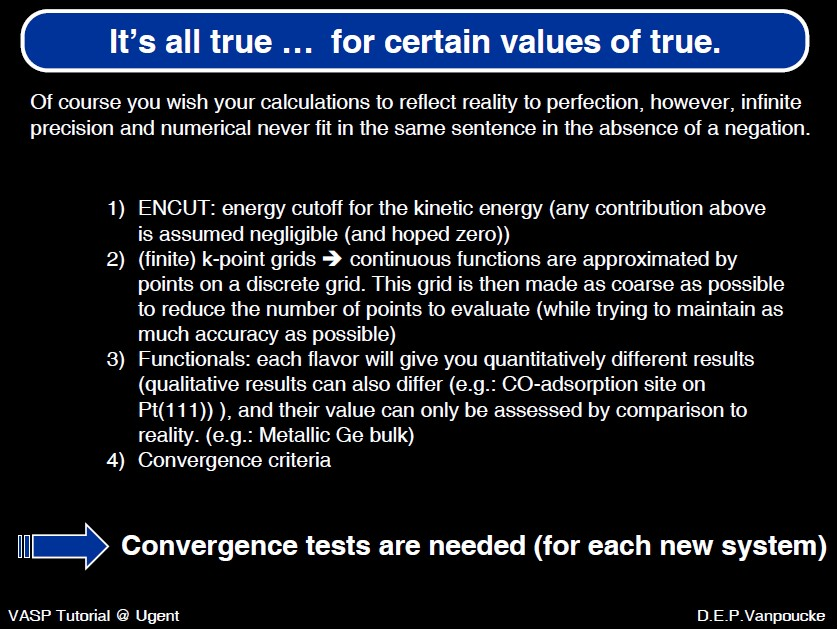 It's all true … for certain values of true.
Of course you wish your calculations to reflect reality to perfection, however, infinite
precision and numerical never fit in the same sentence in the absence of a negation.
1) ENCUT: energy cutoff for the kinetic energy (any contribution above
is assumed negligible (and hoped zero))
2) (finite) k-point grids ➔ continuous functions are approximated by
points on a discrete grid. This grid is then made as coarse as possible
to reduce the number of points to evaluate (while trying to maintain as
much accuracy as possible)
3) Functionals: each flavor will give you quantitatively different results
(qualitative results can also differ (e.g.: CO-adsorption site on
Pt(111)) ), and their value can only be assessed by comparison to
reality. (e.g.: Metallic Ge bulk)
4) Convergence criteria
Convergence tests are needed (for each new system)
VASP Tutorial @ Ugent
D.E.P.Vanpoucke